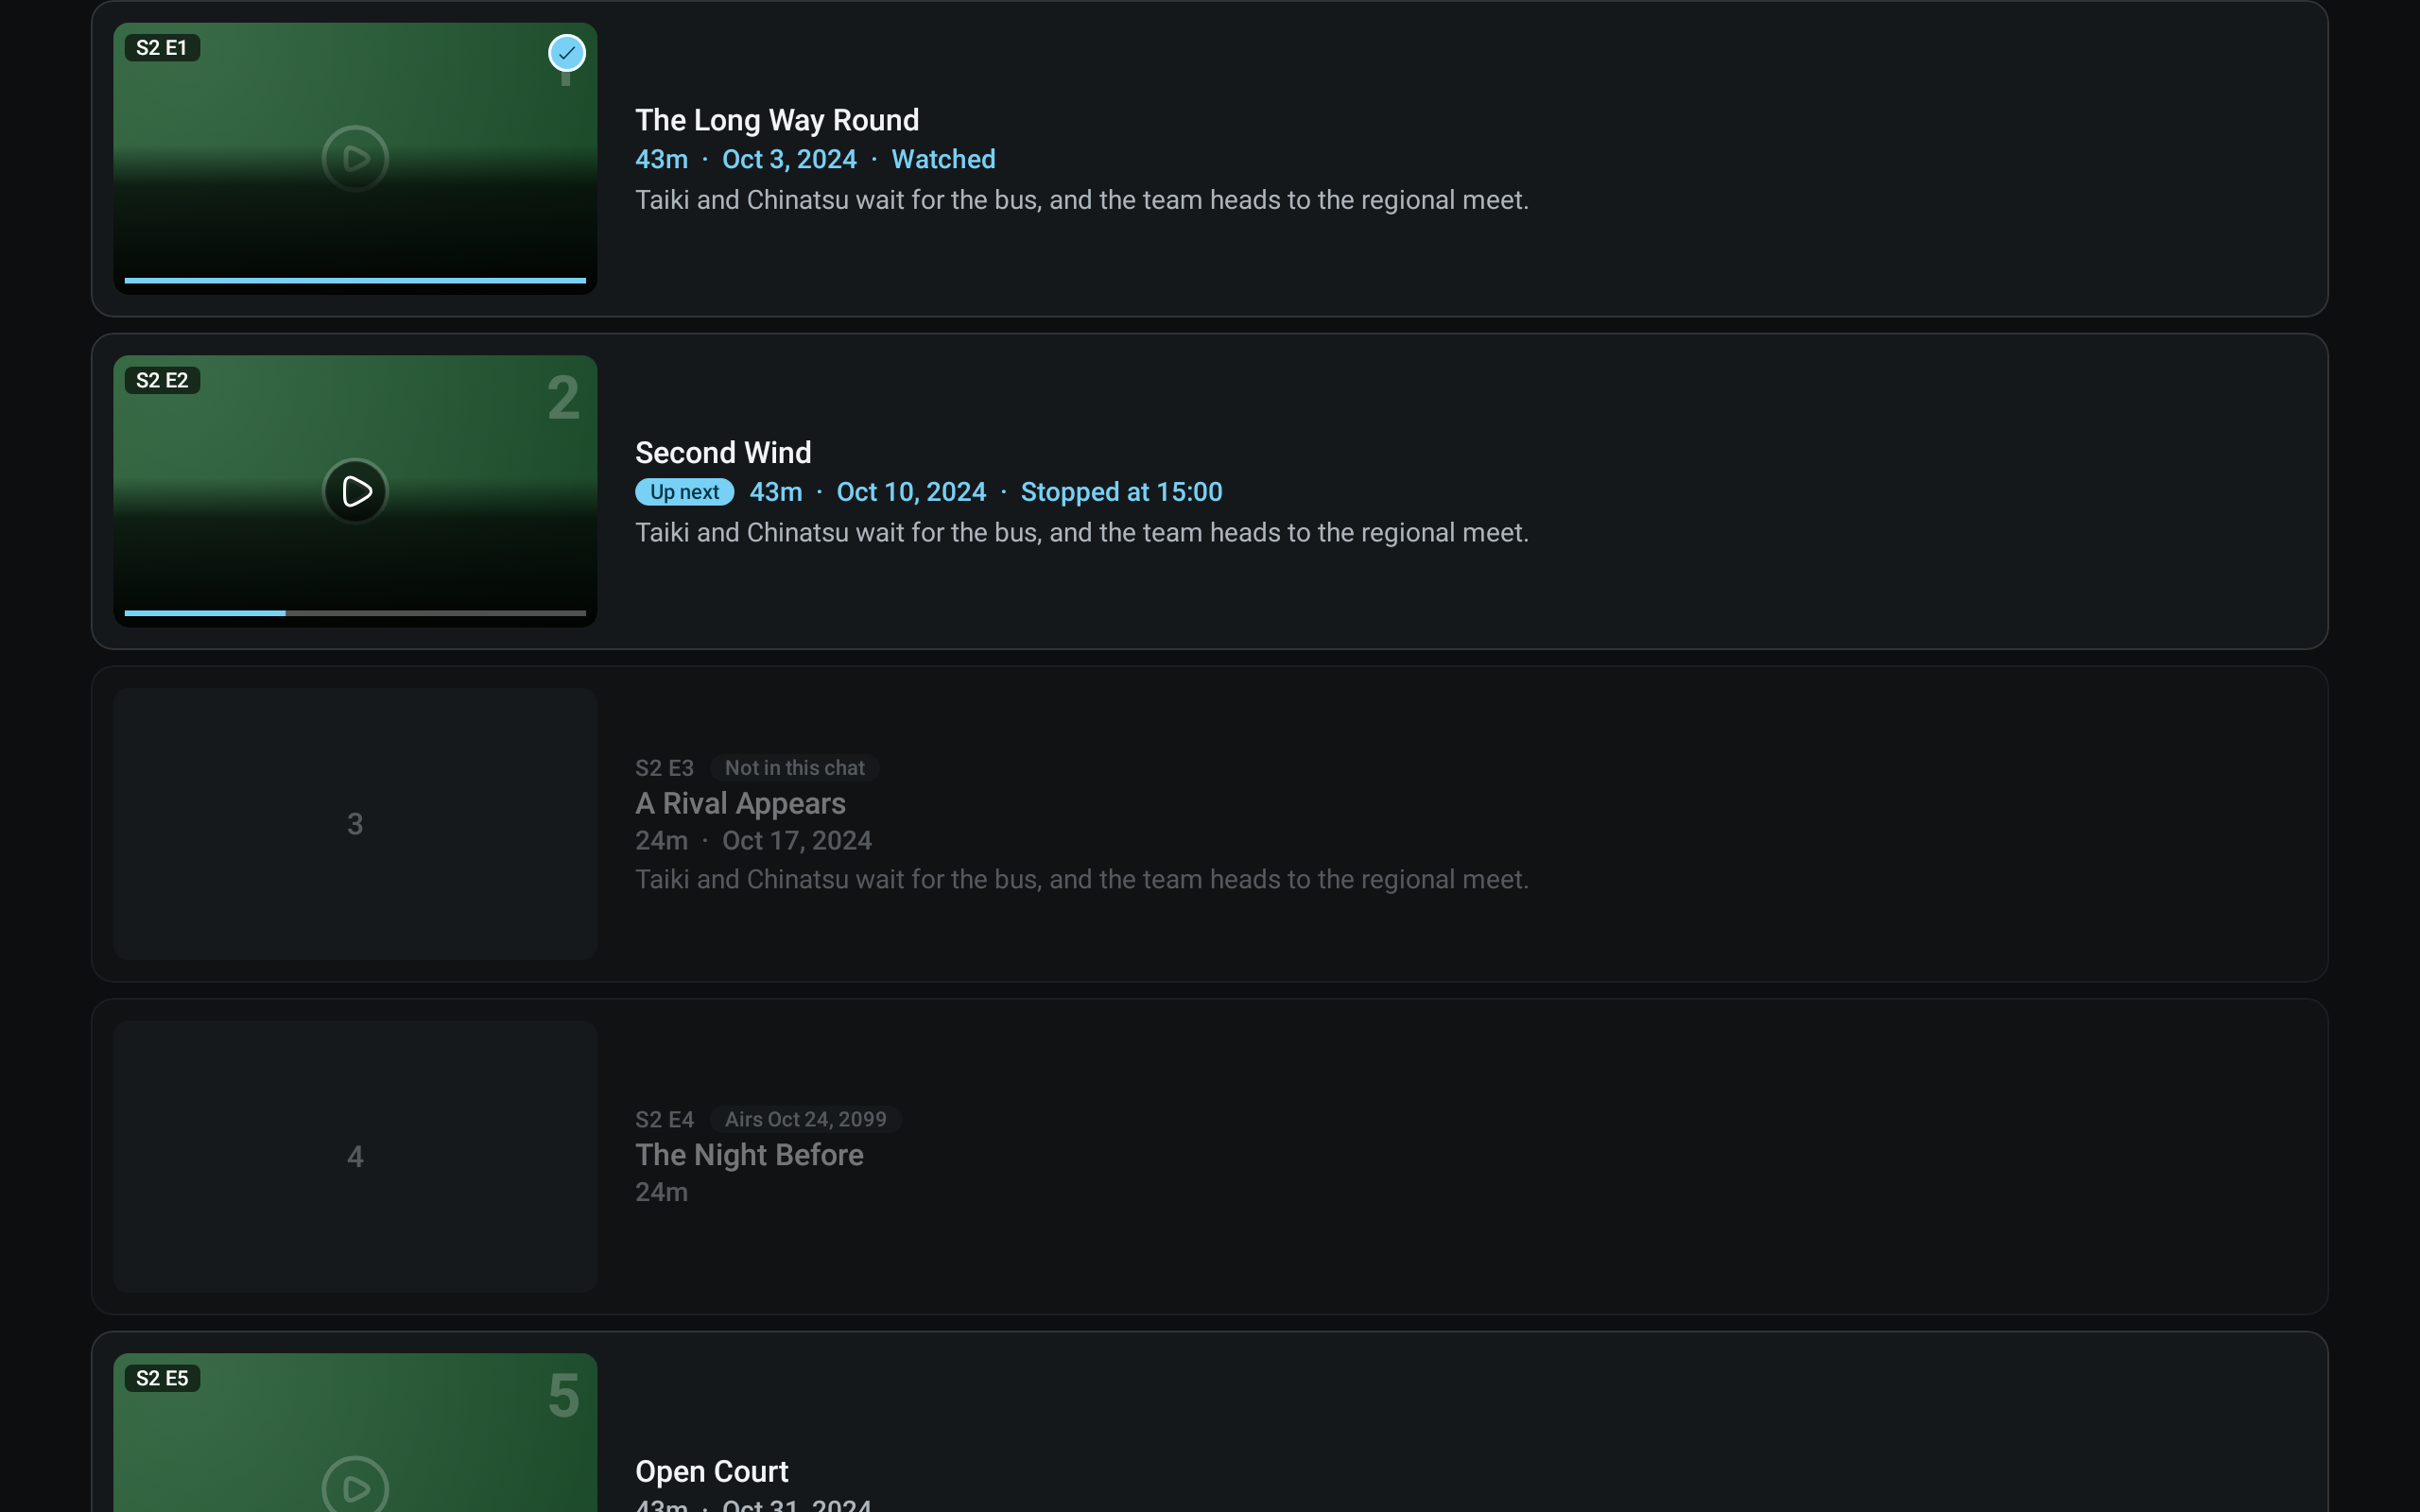 S2 E1
The Long Way Round
43m · Oct 3, 2024 · Watched
Taiki and Chinatsu wait for the bus, and the team heads to the regional meet.
S2 E2
2
Second Wind
Up next 43m · Oct 10, 2024 · Stopped at 15:00
Taiki and Chinatsu wait for the bus, and the team heads to the regional meet.
3
S2 E3 Not in this chat
A Rival Appears
24m · Oct 17, 2024
Taiki and Chinatsu wait for the bus, and the team heads to the regional meet.
4
S2 E4 Airs Oct 24, 2099
The Night Before
24m
S2 E5
5
Open Court
43m · Oct 31, 2024